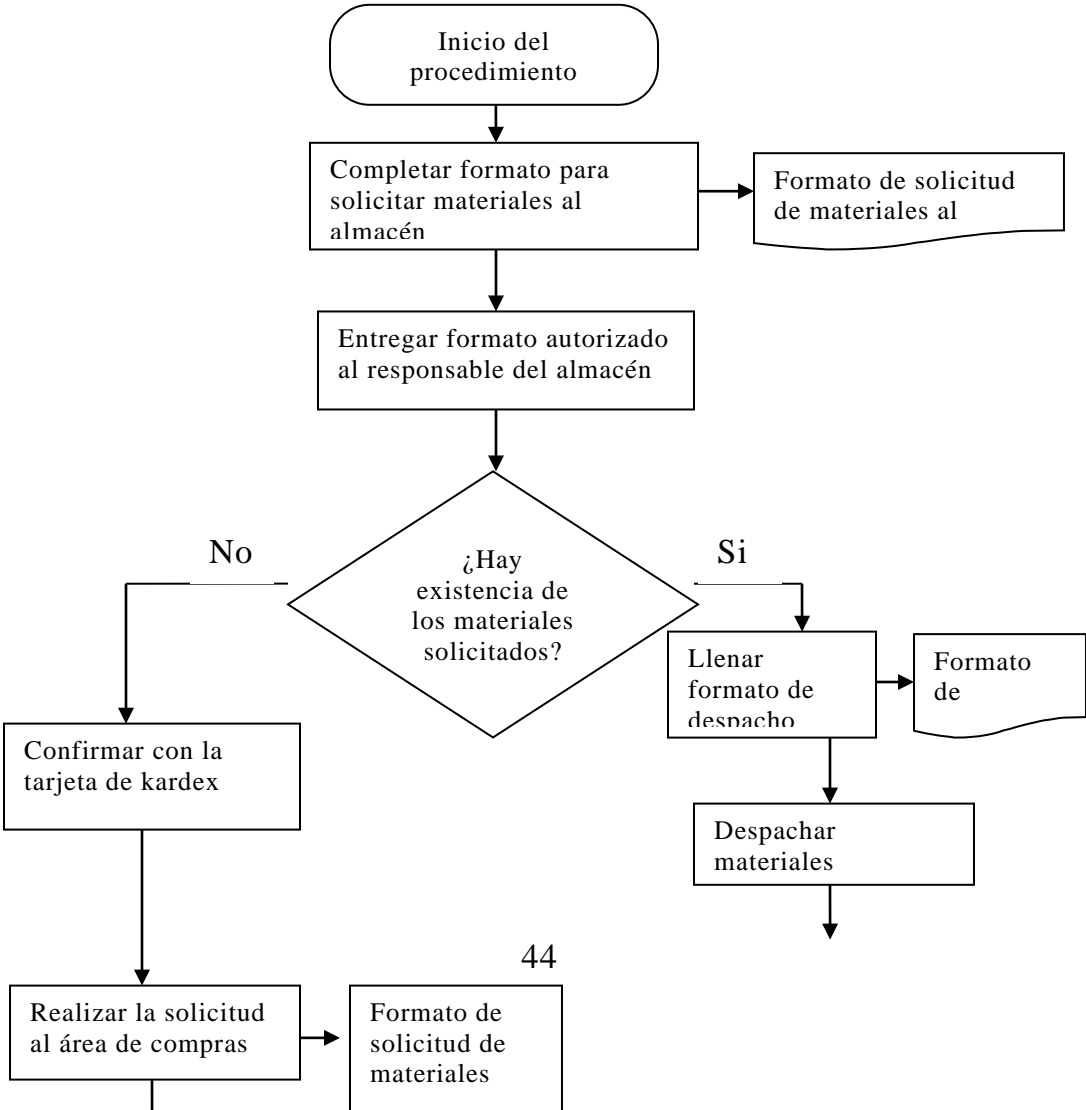 Inicio del
procedimiento
Completar formato para
solicitar materiales al
almacén
Formato de solicitud
de materiales al
Entregar formato autorizado
al responsable del almacén
¿Hay
existencia de
los materiales
solicitados?
No
Si
Llenar
formato de
despacho
Formato
de
Confirmar con la
tarjeta de kardex
Despachar
materiales
44
Realizar la solicitud
al área de compras
Formato de
solicitud de
materiales